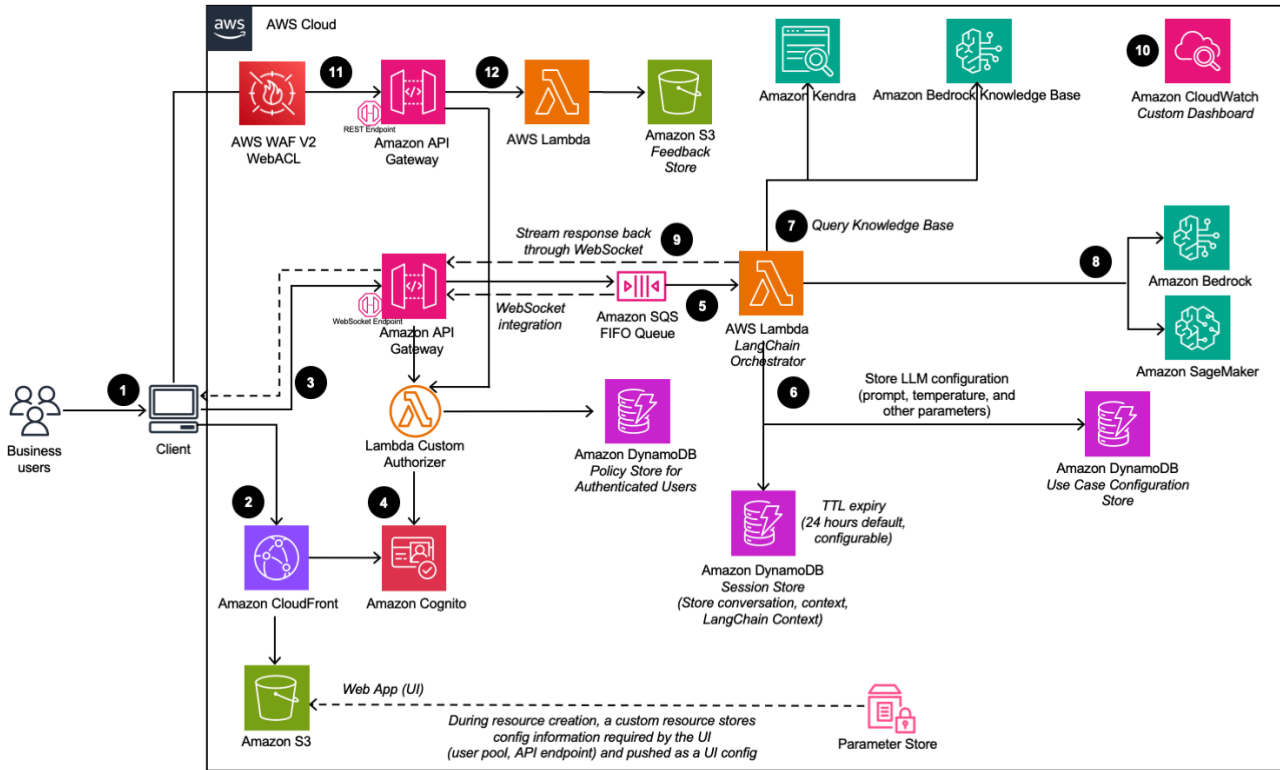 aws
AWS Cloud
11
12
10
REST Endpoint
AWS WAF V2
WebACL
Amazon API
Gateway
AWS Lambda
Amazon S3
Feedback
Store
Amazon Kendra
Amazon Bedrock Knowledge Base
Amazon CloudWatch
Custom Dashboard
7
Query Knowledge Base
Stream response back
through WebSocket
9
8
Amazon Bedrock
Amazon SageMaker
WebSocket Endpoint
Amazon API
Gateway
WebSocket
integration
Amazon SQS
FIFO Queue
5
AWS Lambda
LangChain
Orchestrator
1
3
Business
users
Client
6
Store LLM configuration
(prompt, temperature, and
other parameters)
Lambda Custom
Authorizer
Amazon DynamoDB
Policy Store for
Authenticated Users
Amazon DynamoDB
Use Case Configuration
Store
2
4
TTL expiry
(24 hours default,
configurable)
Amazon CloudFront
Amazon Cognito
Amazon DynamoDB
Session Store
(Store conversation, context,
LangChain Context)
Web App (UI)
During resource creation, a custom resource stores
config information required by the UI
(user pool, API endpoint) and pushed as a UI config
Amazon S3
Parameter Store